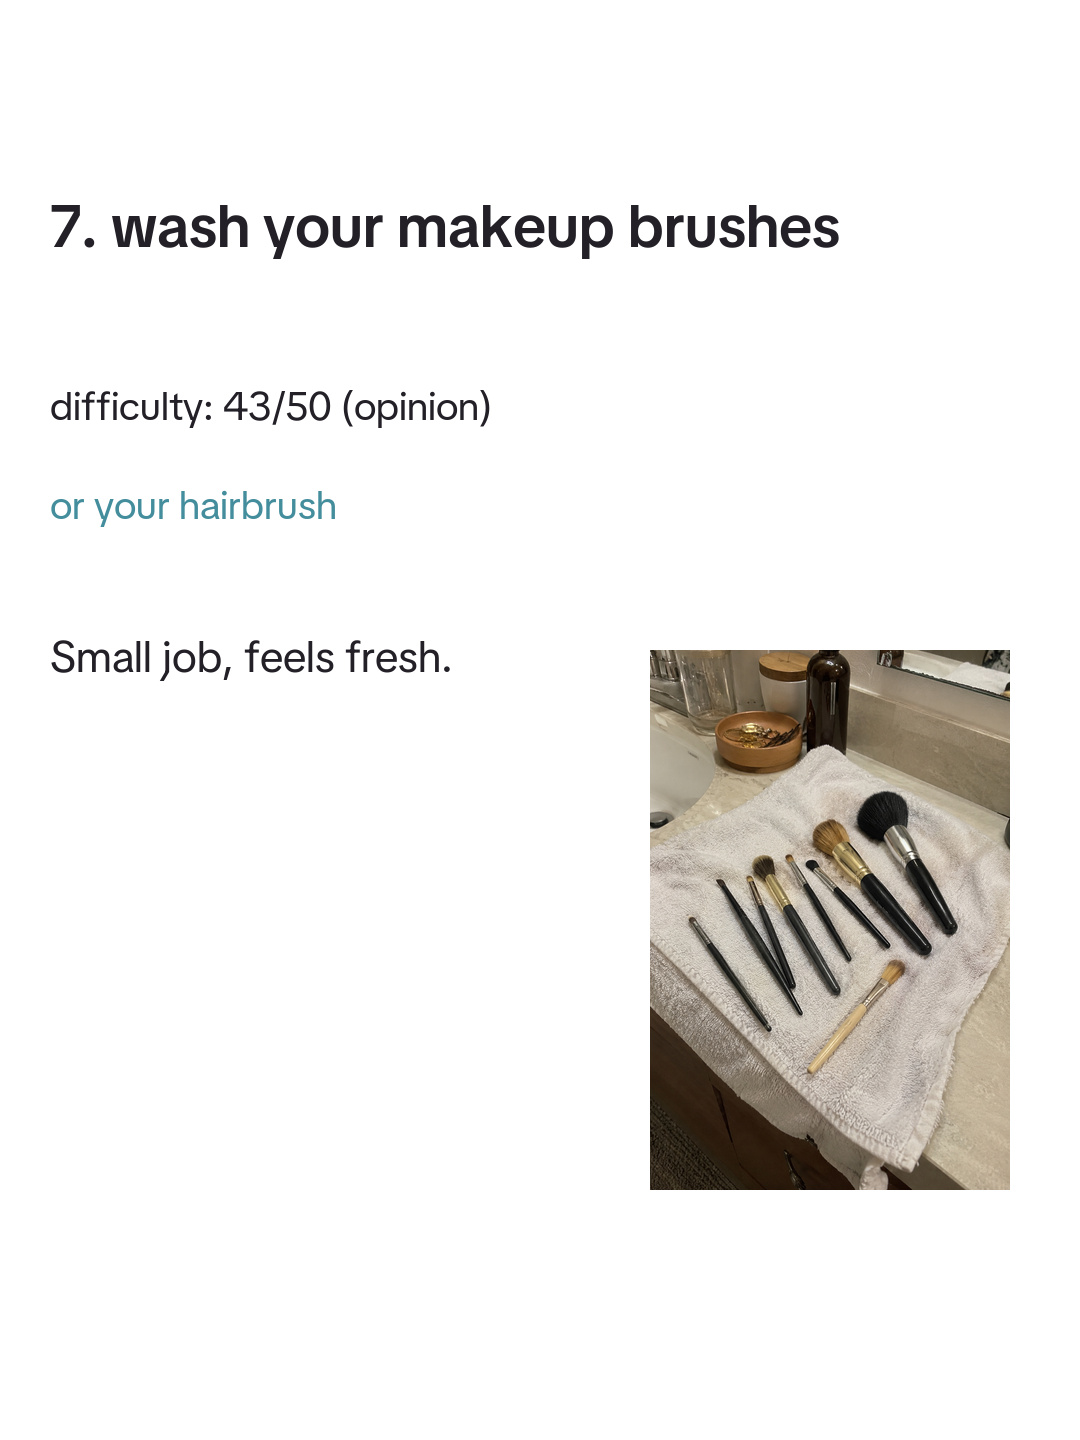 7. wash your makeup brushes
difficulty: 43/50 (opinion)
or your hairbrush
Small job, feels fresh.